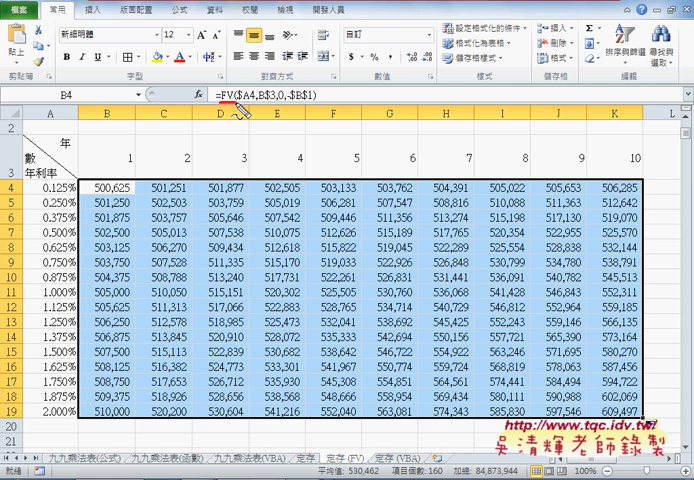 檔案 常用 插入 版面配置 公式 資料 校閱 檢視 開發人員
貼上 新細明體 12 自訂 設定格式化的條件 插入 Σ
B I U $ % , 格式化為表格 刪除 排序與篩選 尋找與選取
儲存格樣式 格式
剪貼簿 字型 對齊方式 數值 樣式 儲存格 編輯
B4 fx =FV($A4,B$3,0,-$B$1)
A B C D E F G H I J K L
2 年
數
3 年利率 1 2 3 4 5 6 7 8 9 10
4 0.125% 500,625 501,251 501,877 502,505 503,133 503,762 504,391 505,022 505,653 506,285
5 0.250% 501,250 502,503 503,759 505,019 506,281 507,547 508,816 510,088 511,363 512,642
6 0.375% 501,875 503,757 505,646 507,542 509,446 511,356 513,274 515,198 517,130 519,070
7 0.500% 502,500 505,013 507,538 510,075 512,626 515,189 517,765 520,354 522,955 525,570
8 0.625% 503,125 506,270 509,434 512,618 515,822 519,045 522,289 525,554 528,838 532,144
9 0.750% 503,750 507,528 511,335 515,170 519,033 522,926 526,848 530,799 534,780 538,791
10 0.875% 504,375 508,788 513,240 517,731 522,261 526,831 531,441 536,091 540,782 545,513
11 1.000% 505,000 510,050 515,151 520,302 525,505 530,760 536,068 541,428 546,843 552,311
12 1.125% 505,625 511,313 517,066 522,883 528,765 534,714 540,729 546,812 552,964 559,185
13 1.250% 506,250 512,578 518,985 525,473 532,041 538,692 545,425 552,243 559,146 566,135
14 1.375% 506,875 513,845 520,910 528,072 535,333 542,694 550,156 557,721 565,390 573,164
15 1.500% 507,500 515,113 522,839 530,682 538,642 546,722 554,922 563,246 571,695 580,270
16 1.625% 508,125 516,382 524,773 533,301 541,967 550,774 559,724 568,819 578,063 587,456
17 1.750% 508,750 517,653 526,712 535,930 545,308 554,851 564,561 574,441 584,494 594,722
18 1.875% 509,375 518,926 528,656 538,568 548,666 558,954 569,434 580,111 590,988 602,069
19 2.000% 510,000 520,200 530,604 541,216 552,040 563,081 574,343 585,830 597,546 609,497
20 http://www.tqc.idv.tw/
21 吳清輝老師錄製
九九乘法表(公式) 九九乘法表(函數) 九九乘法表(VBA) 定存 定存 (FV) 定存 (VBA)
就緒 平均值: 530,462 項目個數: 160 加總: 84,873,944 100%